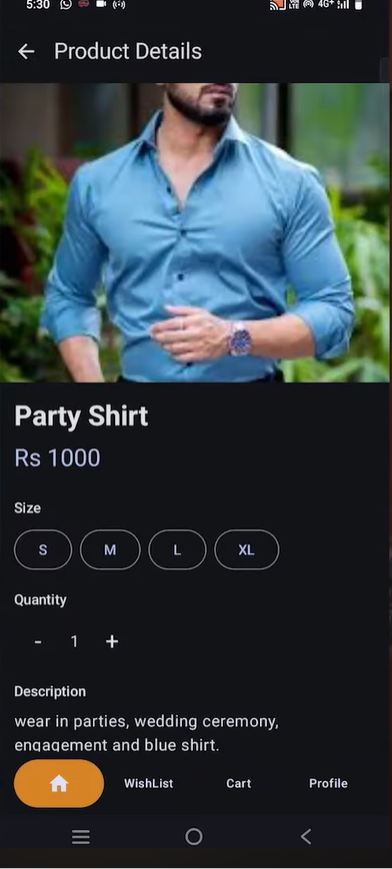 5:30
4G+
Product Details
Party Shirt
Rs 1000
Size
S M L XL
Quantity
- 1 +
Description
wear in parties, wedding ceremony,
engagement and blue shirt.
WishList Cart Profile